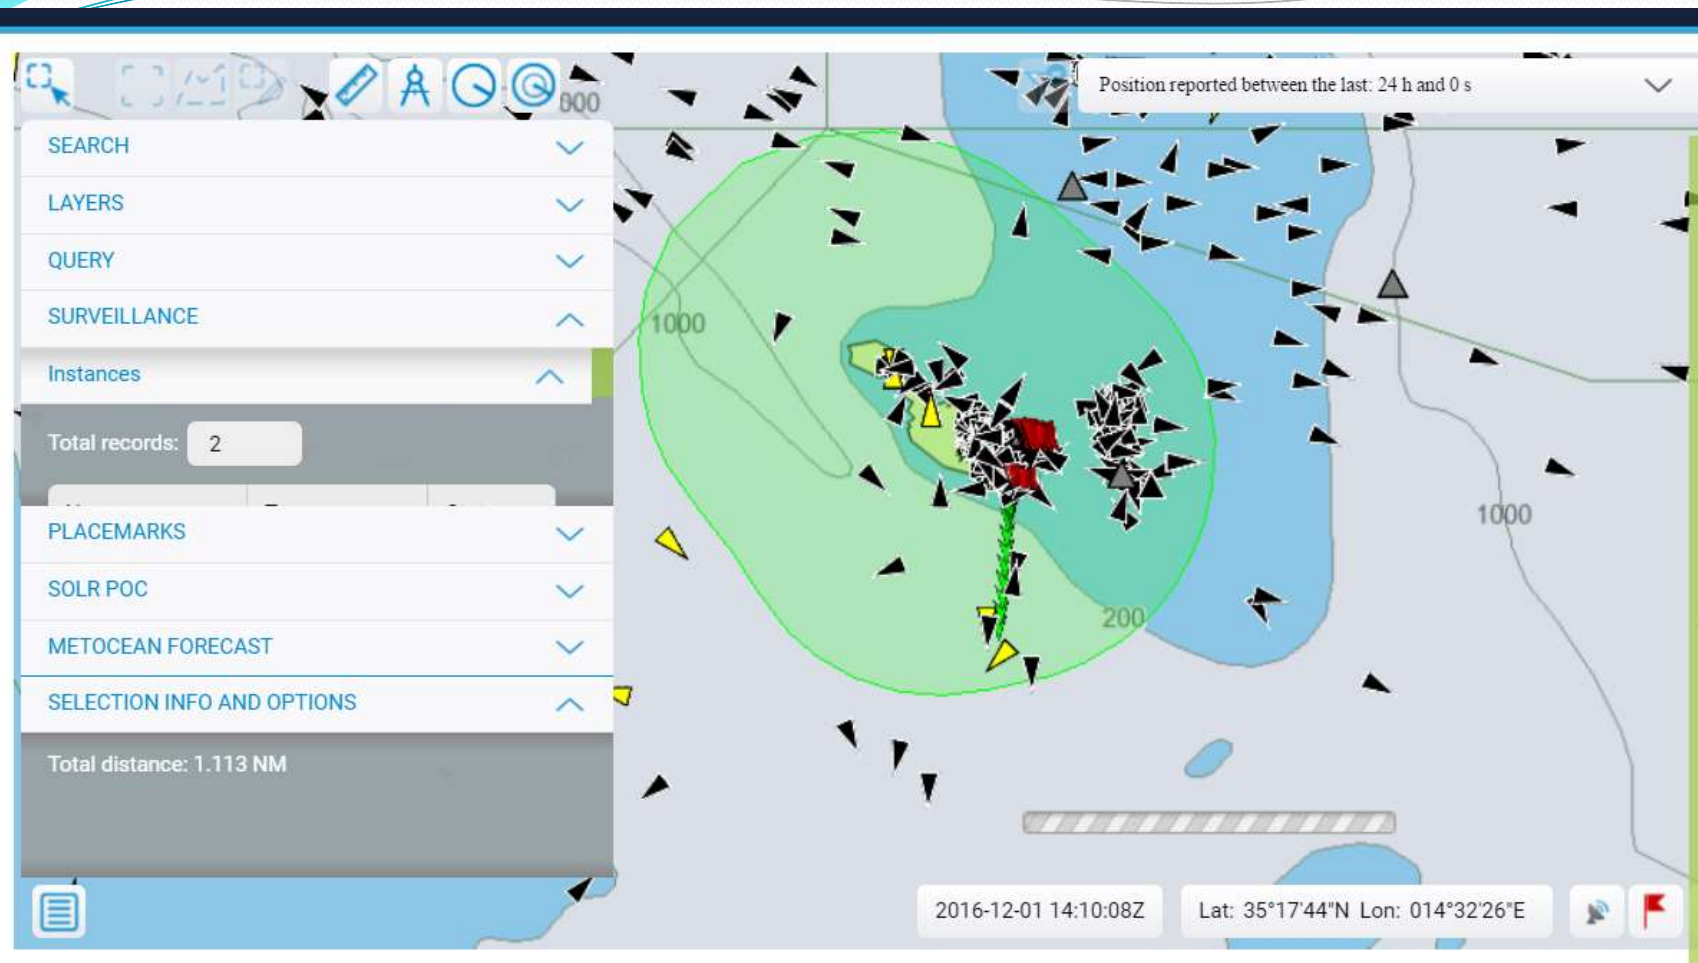 000
Position reported between the last: 24 h and 0 s
SEARCH
LAYERS
QUERY
SURVEILLANCE
1000
Instances
Total records: 2
1000
PLACEMARKS
SOLR POC
200
METOCEAN FORECAST
SELECTION INFO AND OPTIONS
Total distance: 1.113 NM
2016-12-01 14:10:08Z
Lat: 35°17'44"N Lon: 014°32'26"E